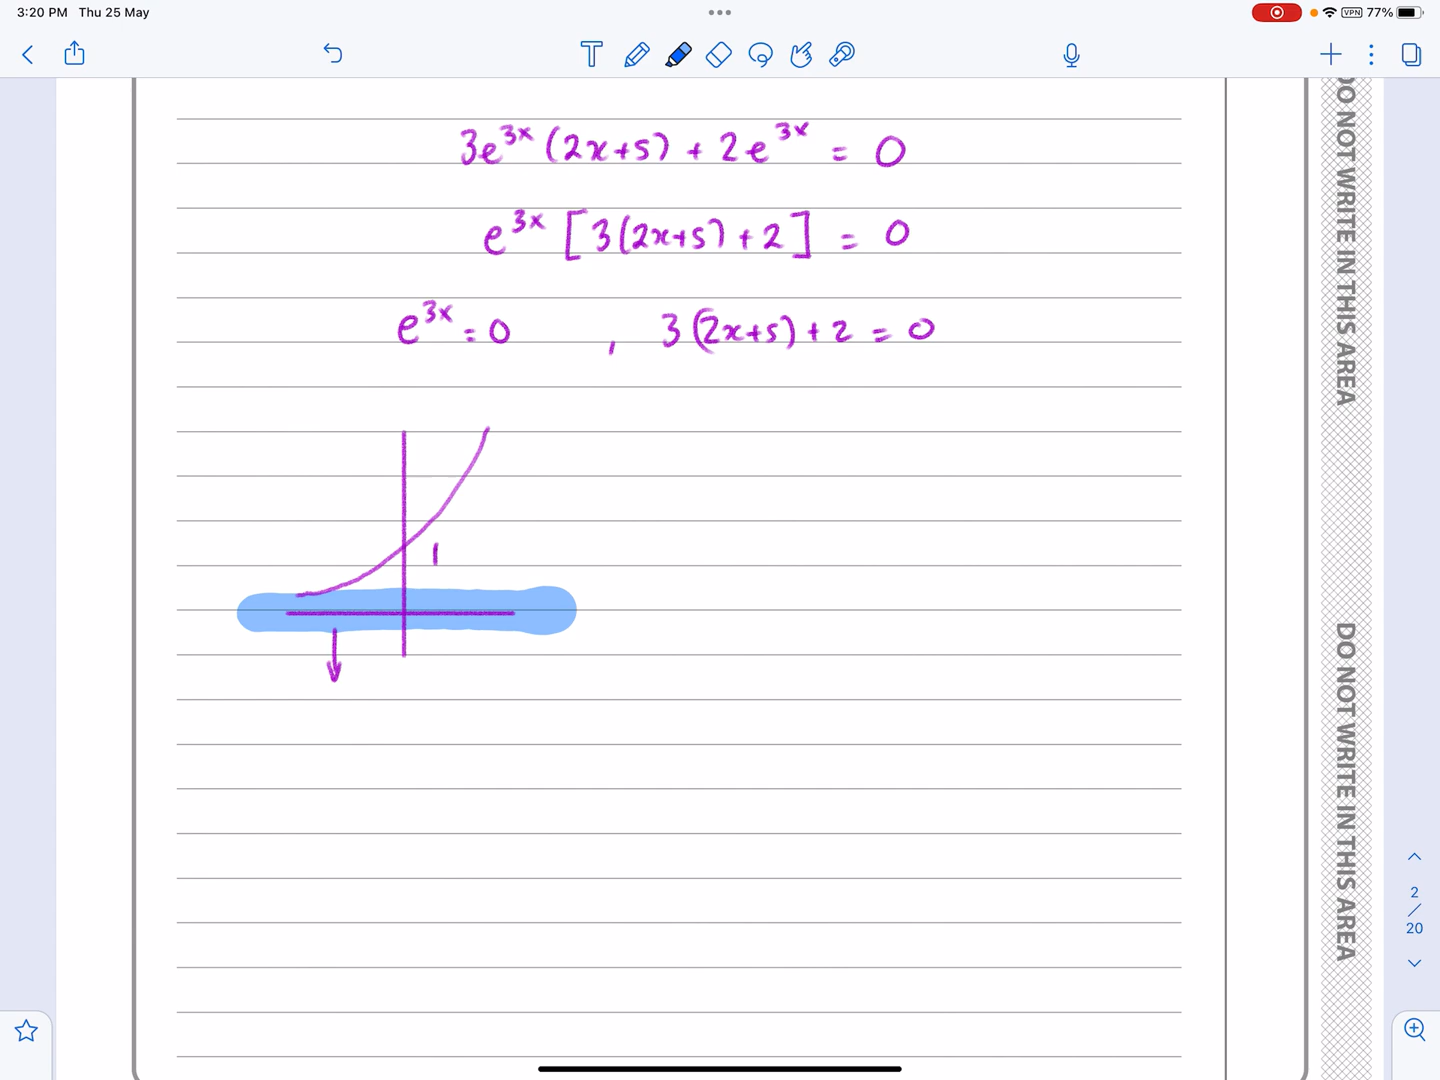 3:20 PM Thu 25 May
VPN 77%
T
3e^{3x}(2x+5) + 2e^{3x} = 0
e^{3x} [3(2x+5) + 2] = 0
e^{3x} = 0 , 3(2x+5) + 2 = 0
1
DO NOT WRITE IN THIS AREA
DO NOT WRITE IN THIS AREA
2
/
20